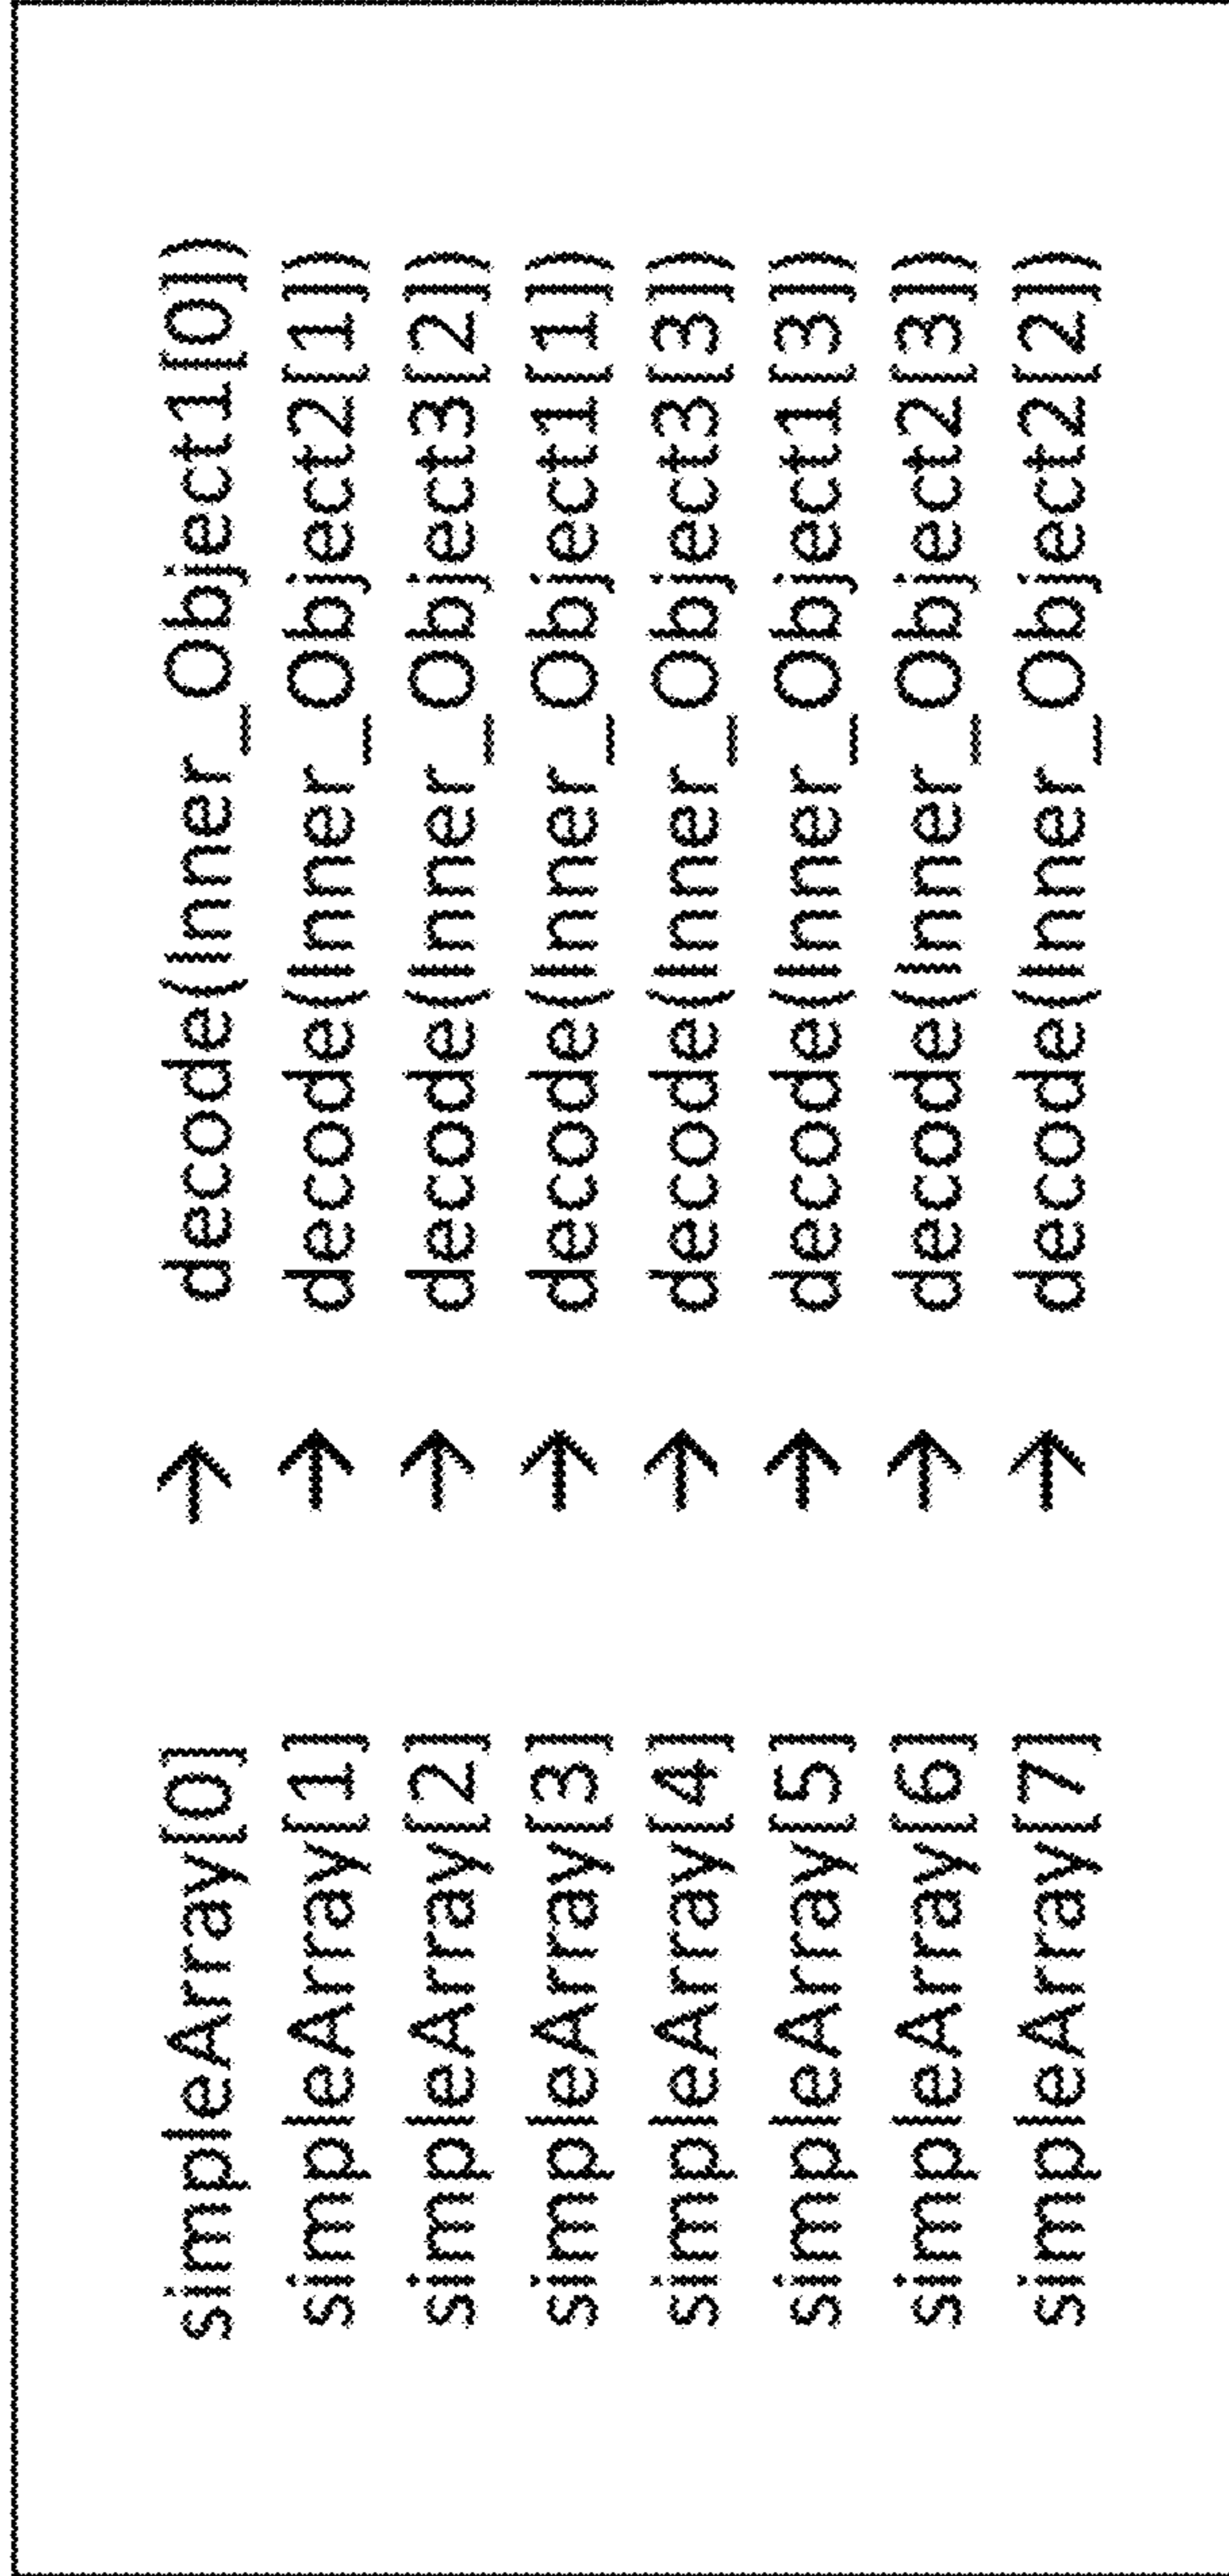 simpleArray[0] → decode(Inner_Object1[0])
simpleArray[1] → decode(Inner_Object2[1])
simpleArray[2] → decode(Inner_Object3[2])
simpleArray[3] → decode(Inner_Object1[1])
simpleArray[4] → decode(Inner_Object3[3])
simpleArray[5] → decode(Inner_Object1[3])
simpleArray[6] → decode(Inner_Object2[3])
simpleArray[7] → decode(Inner_Object2[2])